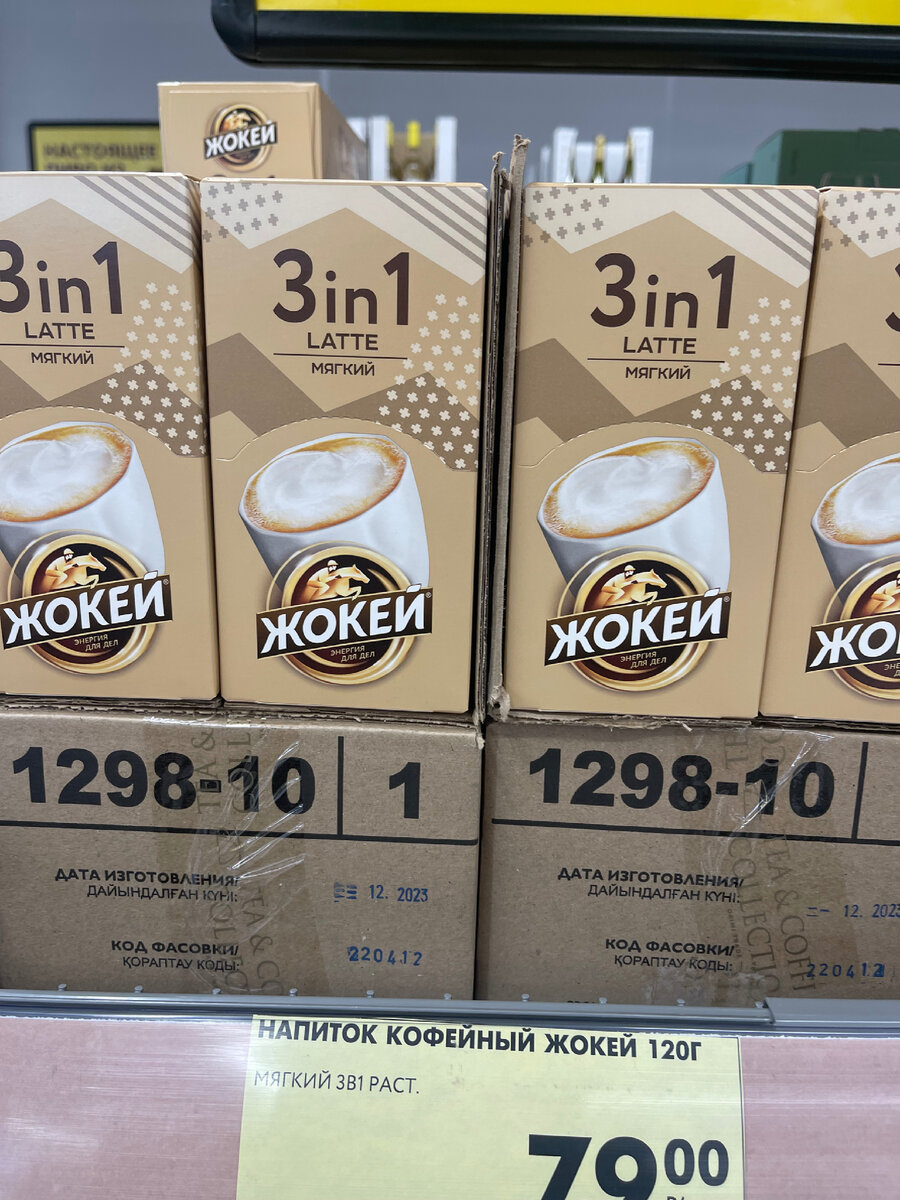 НАСТОЯЩЕЕ
ЖОКЕЙ
3in1
LATTE
МЯГКИЙ
ЖОКЕЙ
ЭНЕРГИЯ
ДЛЯ ДЕЛ
3in1
LATTE
МЯГКИЙ
ЖОКЕЙ
ЭНЕРГИЯ
ДЛЯ ДЕЛ
3in1
LATTE
МЯГКИЙ
ЖОКЕЙ
ЭНЕРГИЯ
ДЛЯ ДЕЛ
1298-10 1
ДАТА ИЗГОТОВЛЕНИЯ/
ДАЙЫНДАЛҒАН КҮНІ: 12. 2023
КОД ФАСОВКИ/
ҚОРАПТАУ КОДЫ: 220412
1298-10
ДАТА ИЗГОТОВЛЕНИЯ/
ДАЙЫНДАЛҒАН КҮНІ: 12. 2023
КОД ФАСОВКИ/
ҚОРАПТАУ КОДЫ:
НАПИТОК КОФЕЙНЫЙ ЖОКЕЙ 120Г
МЯГКИЙ 3В1 РАСТ.
79 00